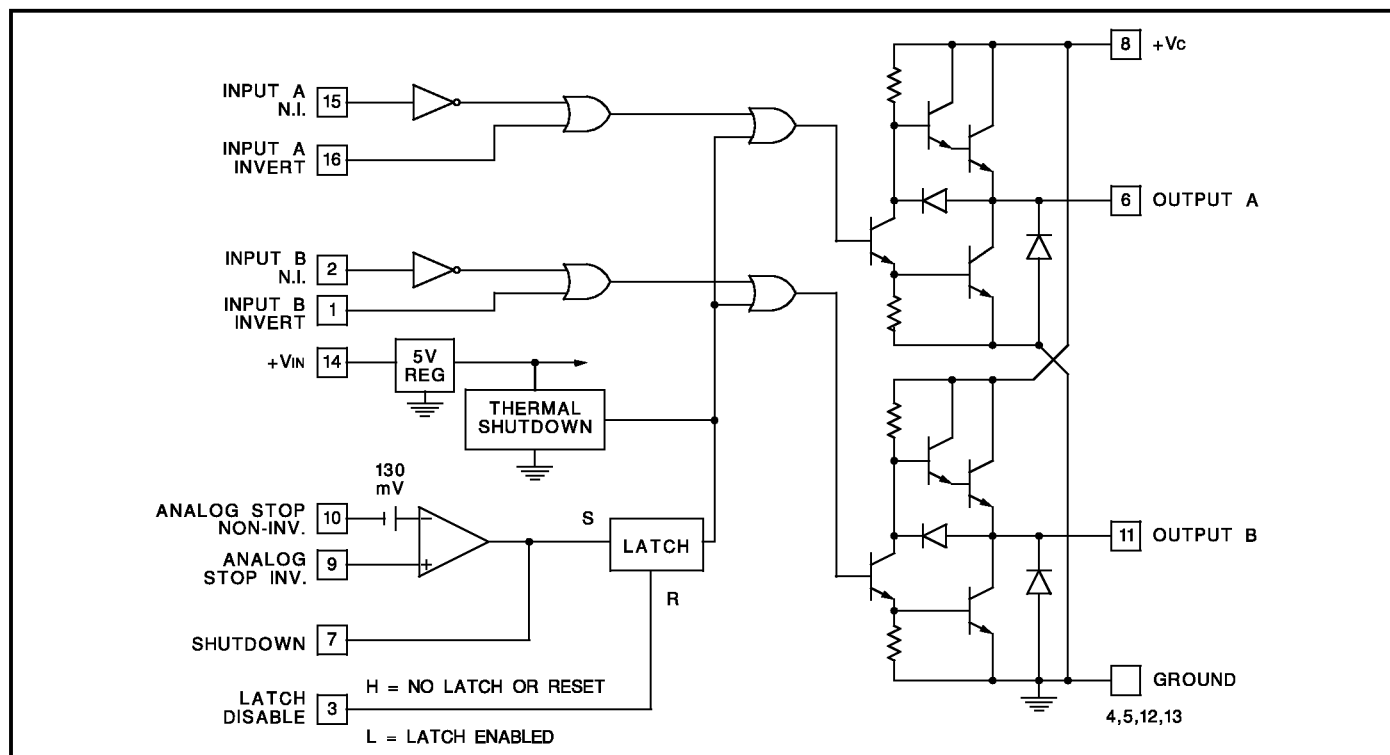 8 +Vc
INPUT A
N.I. 15
INPUT A
INVERT 16
6 OUTPUT A
INPUT B
N.I. 2
INPUT B
INVERT 1
+VIN 14
5V
REG
THERMAL
SHUTDOWN
130
mV
ANALOG STOP
NON-INV. 10
−
S
LATCH
11 OUTPUT B
ANALOG
STOP INV. 9
+
R
SHUTDOWN 7
GROUND
4,5,12,13
H = NO LATCH OR RESET
LATCH
DISABLE 3
L = LATCH ENABLED